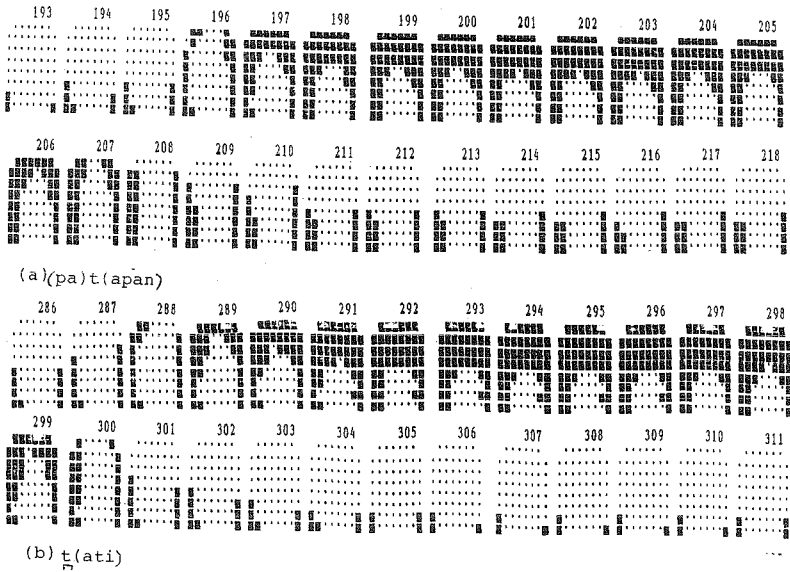 193 194 195 196 197 198 199 200 201 202 203 204 205
206 207 208 209 210 211 212 213 214 215 216 217 218
(a)(pa)t(apan)
286 287 288 289 290 291 292 293 294 295 296 297 298
299 300 301 302 303 304 305 306 307 308 309 310 311
(b) t(ati)